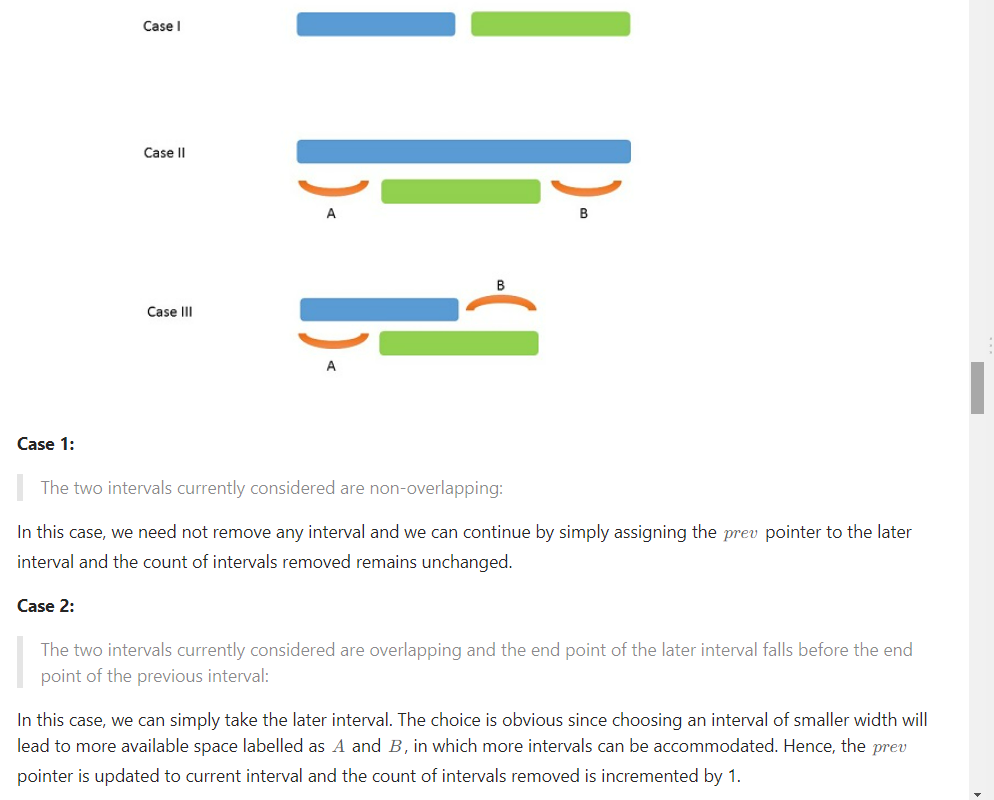 Case I
Case II
A
B
B
Case III
A
Case 1:
The two intervals currently considered are non-overlapping:
In this case, we need not remove any interval and we can continue by simply assigning the prev pointer to the later
interval and the count of intervals removed remains unchanged.
Case 2:
The two intervals currently considered are overlapping and the end point of the later interval falls before the end
point of the previous interval:
In this case, we can simply take the later interval. The choice is obvious since choosing an interval of smaller width will
lead to more available space labelled as A and B, in which more intervals can be accommodated. Hence, the prev
pointer is updated to current interval and the count of intervals removed is incremented by 1.